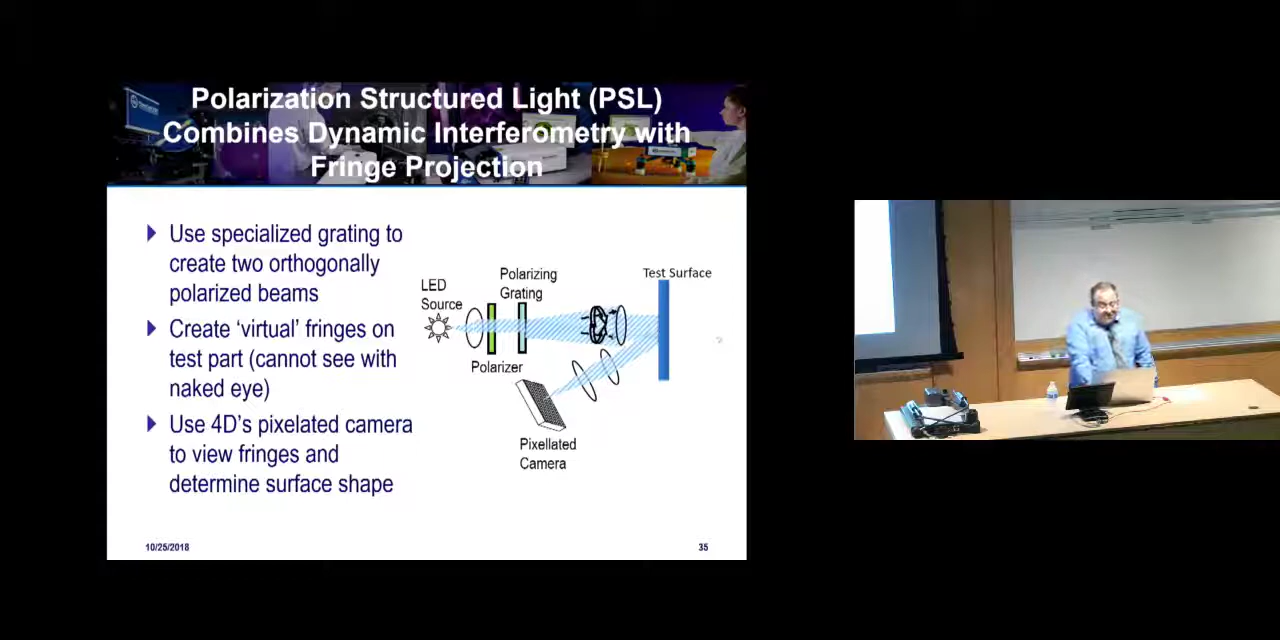 Polarization Structured Light (PSL)
Combines Dynamic Interferometry with
Fringe Projection
Use specialized grating to
create two orthogonally
polarized beams
Create ‘virtual’ fringes on
test part (cannot see with
naked eye)
Use 4D's pixelated camera
to view fringes and
determine surface shape
LED
Source
Polarizing
Grating
Test Surface
Polarizer
Pixellated
Camera
10/25/2018
35